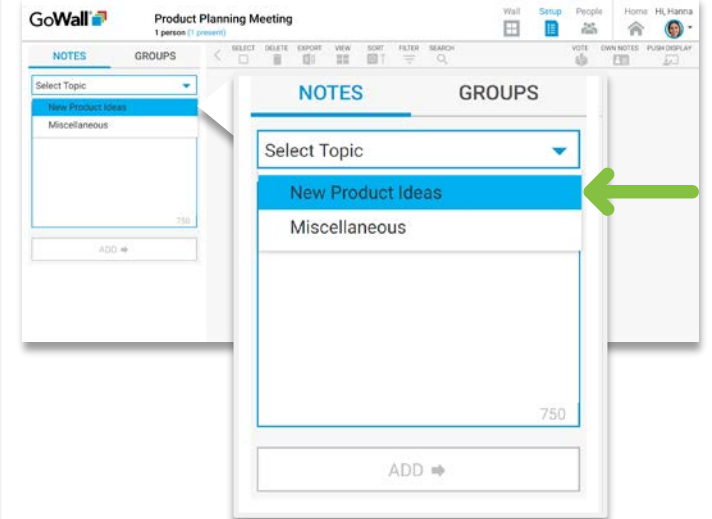 GoWall
Product Planning Meeting
1 person (1 present)
Wall Setup People Home Hi, Hanna
NOTES GROUPS
SELECT DELETE EXPORT VIEW SORT FILTER SEARCH VOTE OWN NOTES PUSH DISPLAY
Select Topic
New Product Ideas
Miscellaneous
750
ADD
NOTES GROUPS
Select Topic
New Product Ideas
Miscellaneous
750
ADD